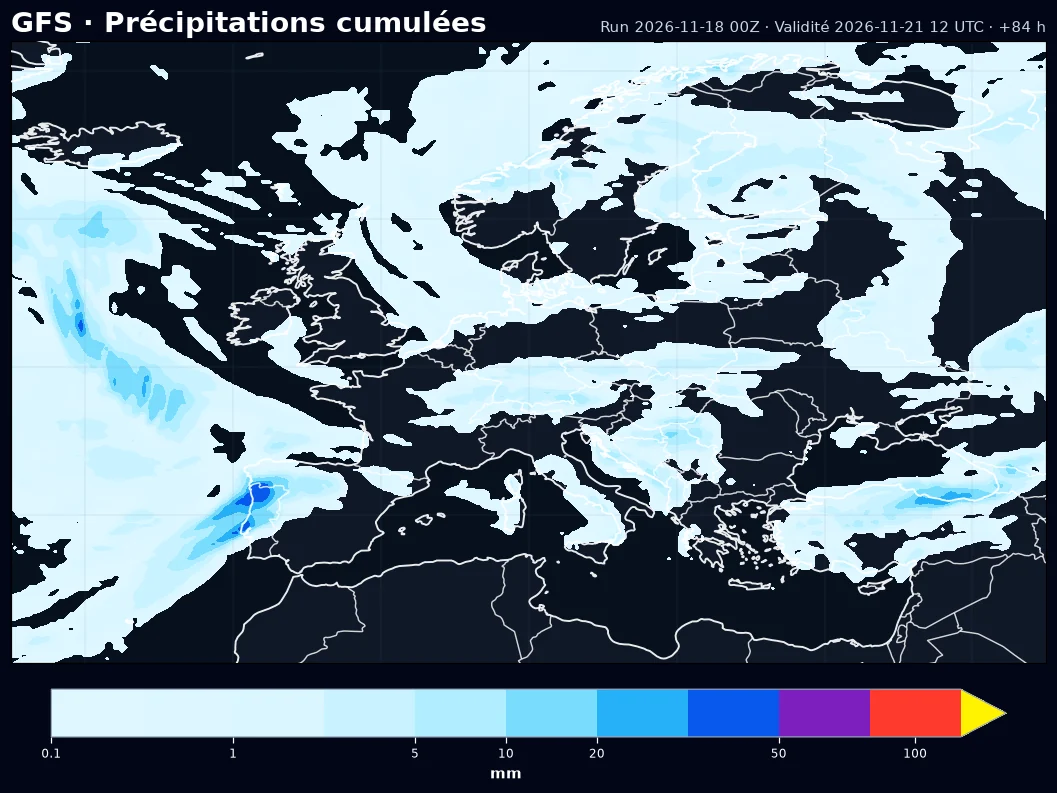 GFS · Précipitations cumulées
Run 2026-11-18 00Z · Validité 2026-11-21 12 UTC · +84 h
0.1 1 5 10 20 50 100
mm